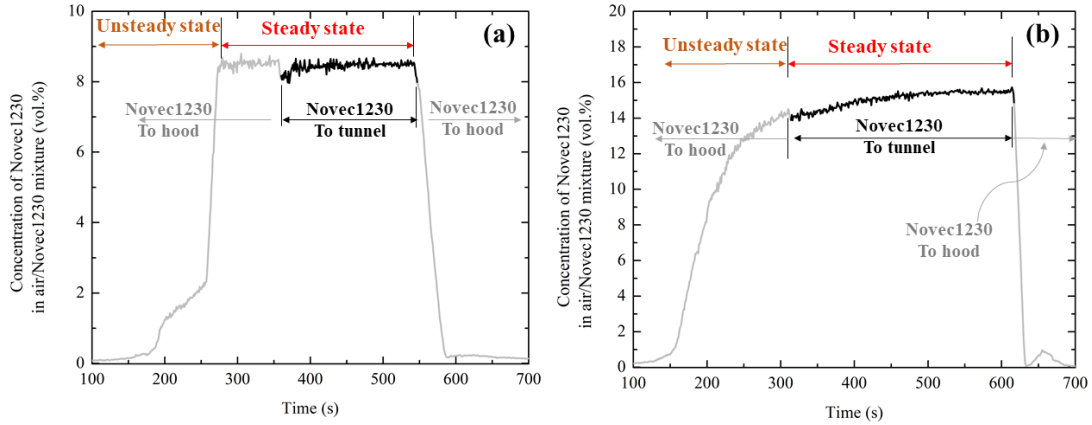 Unsteady state
Steady state
(a)
Novec1230
To hood
Novec1230
To tunnel
Novec1230
To hood
10
8
6
4
2
0
100
200
300
400
500
600
700
Time (s)
Concentration of Novec1230
in air/Novec1230 mixture (vol.%)
Unsteady state
Steady state
(b)
Novec1230
To hood
Novec1230
To tunnel
Novec1230
To hood
20
18
16
14
12
10
8
6
4
2
0
100
200
300
400
500
600
700
Time (s)
Concentration of Novec1230
in air/Novec1230 mixture (vol.%)